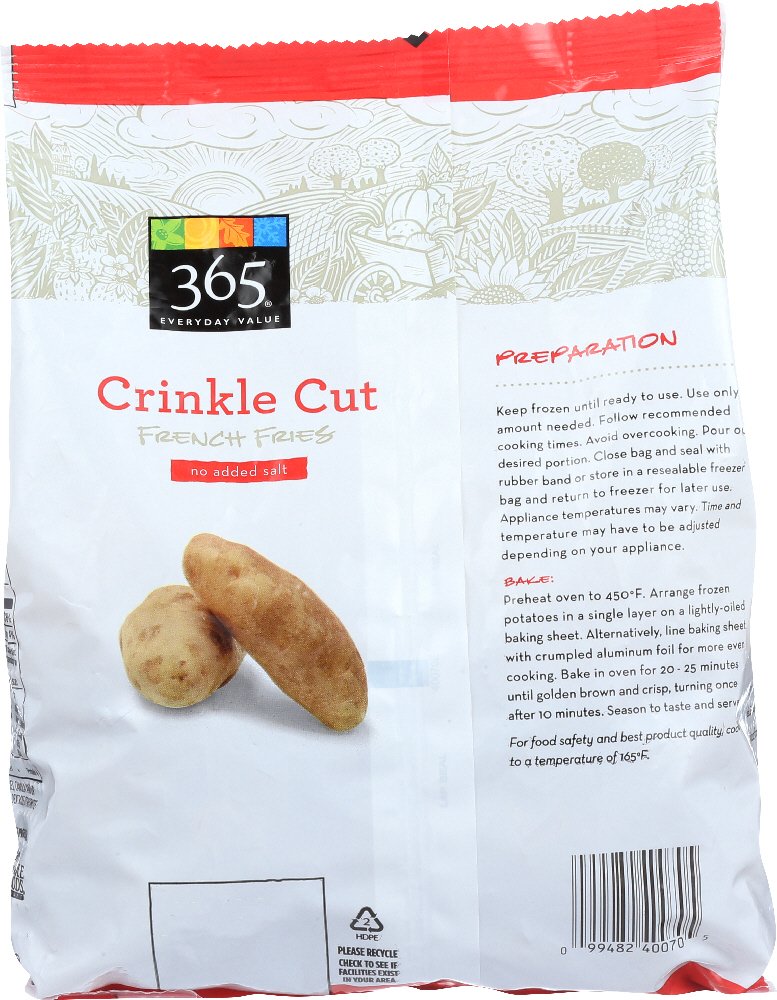 365®
EVERYDAY VALUE
Crinkle Cut
FRENCH FRIES
no added salt
PREPARATION
Keep frozen until ready to use. Use only
amount needed. Follow recommended
cooking times. Avoid overcooking. Pour
desired portion. Close bag and seal with
rubber band or store in a resealable freezer
bag and return to freezer for later use.
Appliance temperatures may vary. Time and
temperature may have to be adjusted
depending on your appliance.
BAKE:
Preheat oven to 450°F. Arrange frozen
potatoes in a single layer on a lightly-oiled
baking sheet. Alternatively, line baking sheet
with crumpled aluminum foil for more even
cooking. Bake in oven for 20 - 25 minutes
until golden brown and crisp, turning once
after 10 minutes. Season to taste and serv
For food safety and best product quality, coo
to a temperature of 165°F.
0 99482 40070 5
2
HDPE
PLEASE RECYCLE
CHECK TO SEE IF
FACILITIES EXIST
IN YOUR AREA